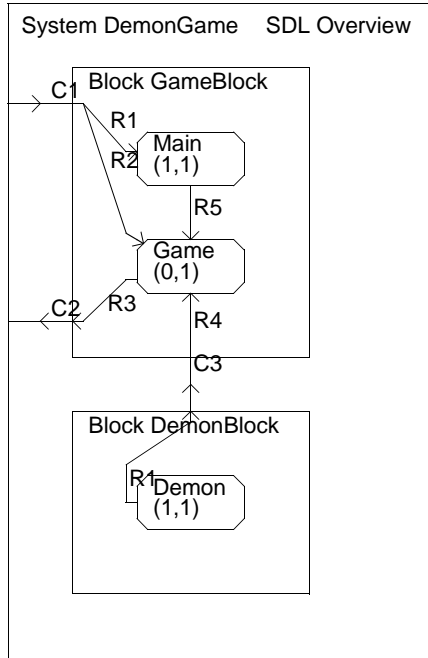 System DemonGame SDL Overview
Block GameBlock
C1
R1
Main
R2
(1,1)
R5
Game
(0,1)
C2
R3
R4
C3
Block DemonBlock
R1
Demon
(1,1)